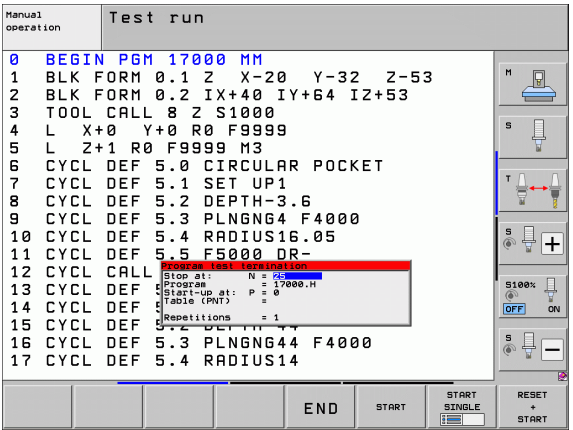 Manual
operation
Test run
0 BEGIN PGM 17000 MM
1 BLK FORM 0.1 Z X-20 Y-32 Z-53
2 BLK FORM 0.2 IX+40 IY+64 IZ+53
3 TOOL CALL 8 Z S1000
4 L X+0 Y+0 R0 F9999
5 L Z+1 R0 F9999 M3
6 CYCL DEF 5.0 CIRCULAR POCKET
7 CYCL DEF 5.1 SET UP1
8 CYCL DEF 5.2 DEPTH-3.6
9 CYCL DEF 5.3 PLNGNG4 F4000
10 CYCL DEF 5.4 RADIUS16.05
11 CYCL DEF 5.5 F5000 DR-
12 CYCL CALL
13 CYCL DEF
14 CYCL DEF
15 CYCL DEF
16 CYCL DEF 5.3 PLNGNG44 F4000
17 CYCL DEF 5.4 RADIUS14
Program test termination
Stop at: N = 25
Program = 17000.H
Start-up at: P = 0
Table (PNT) =
Repetitions = 1
M
S
T
S
+
S100%
OFF ON
S
-
END
START
START
SINGLE
RESET
+
START